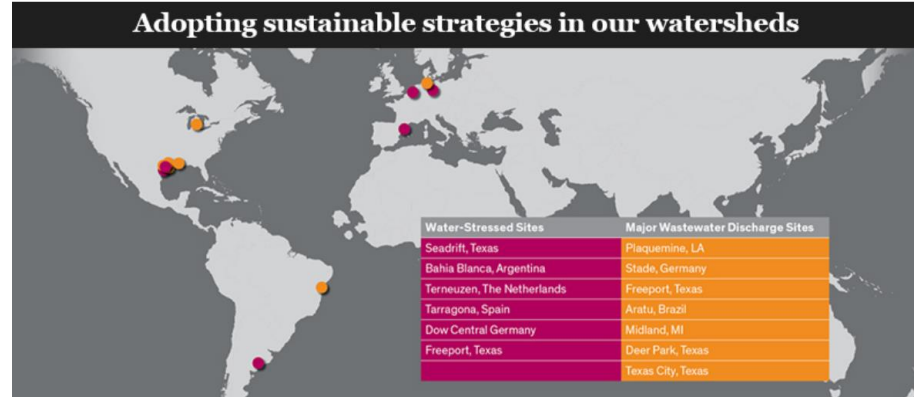 Adopting sustainable strategies in our watersheds
Water-Stressed Sites Major Wastewater Discharge Sites
Seadrift, Texas Plaquemine, LA
Bahia Blanca, Argentina Stade, Germany
Terneuzen, The Netherlands Freeport, Texas
Tarragona, Spain Aratu, Brazil
Dow Central Germany Midland, MI
Freeport, Texas Deer Park, Texas
Texas City, Texas